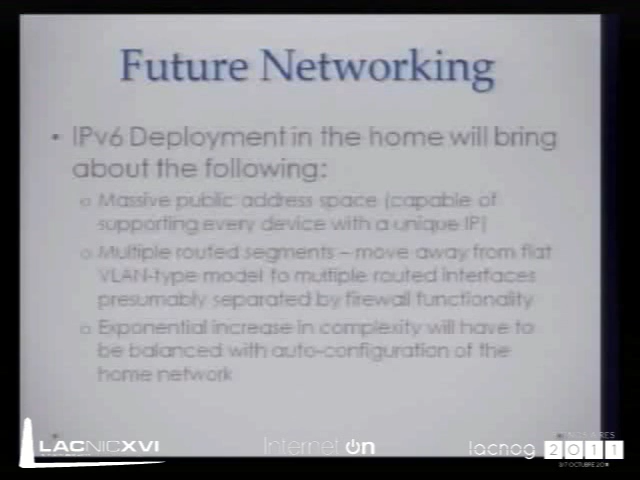 Future Networking
• IPv6 Deployment in the home will bring
about the following:
o Massive public address space (capable of
supporting every device with a unique IP)
o Multiple routed segments – move away from flat
VLAN-type model to multiple routed interfaces
presumably separated by firewall functionality
o Exponential increase in complexity will have to
be balanced with auto-configuration of the
home network
LACNICXVI
Internet On
lacnog 2011